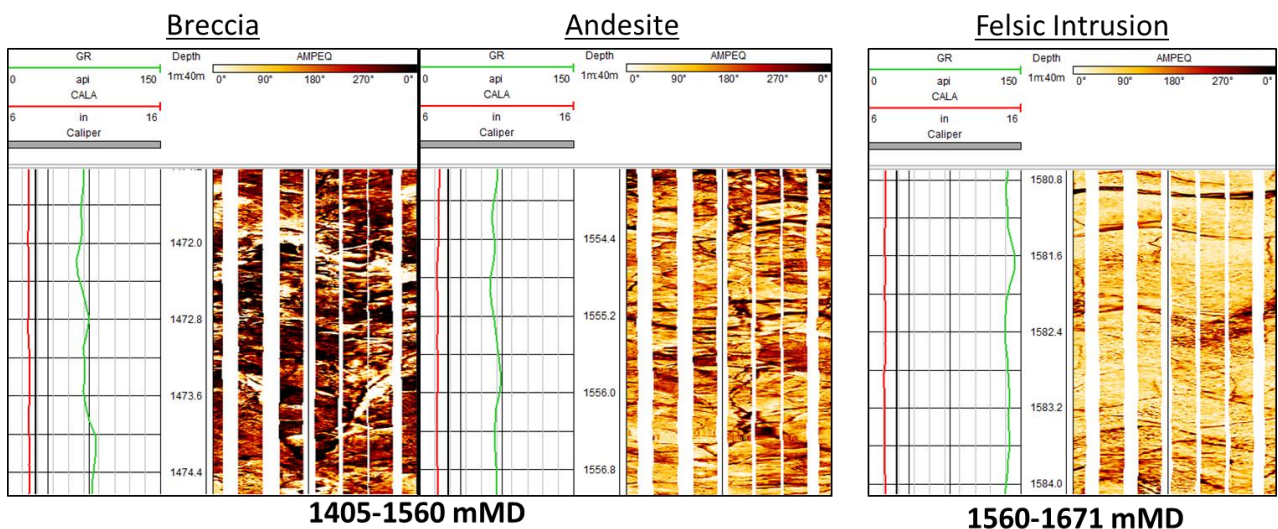 Breccia
GR
0 api 150
CALA
6 in 16
Caliper
Depth
1m:40m
AMPEQ
0° 90° 180° 270° 0°
1472.0
1472.8
1473.6
1474.4
Andesite
GR
0 api 150
CALA
6 in 16
Caliper
Depth
1m:40m
AMPEQ
0° 90° 180° 270° 0°
1554.4
1555.2
1556.0
1556.8
1405-1560 mMD
Felsic Intrusion
GR
0 api 150
CALA
6 in 16
Caliper
Depth
1m:40m
AMPEQ
0° 90° 180° 270° 0°
1580.8
1581.6
1582.4
1583.2
1584.0
1560-1671 mMD